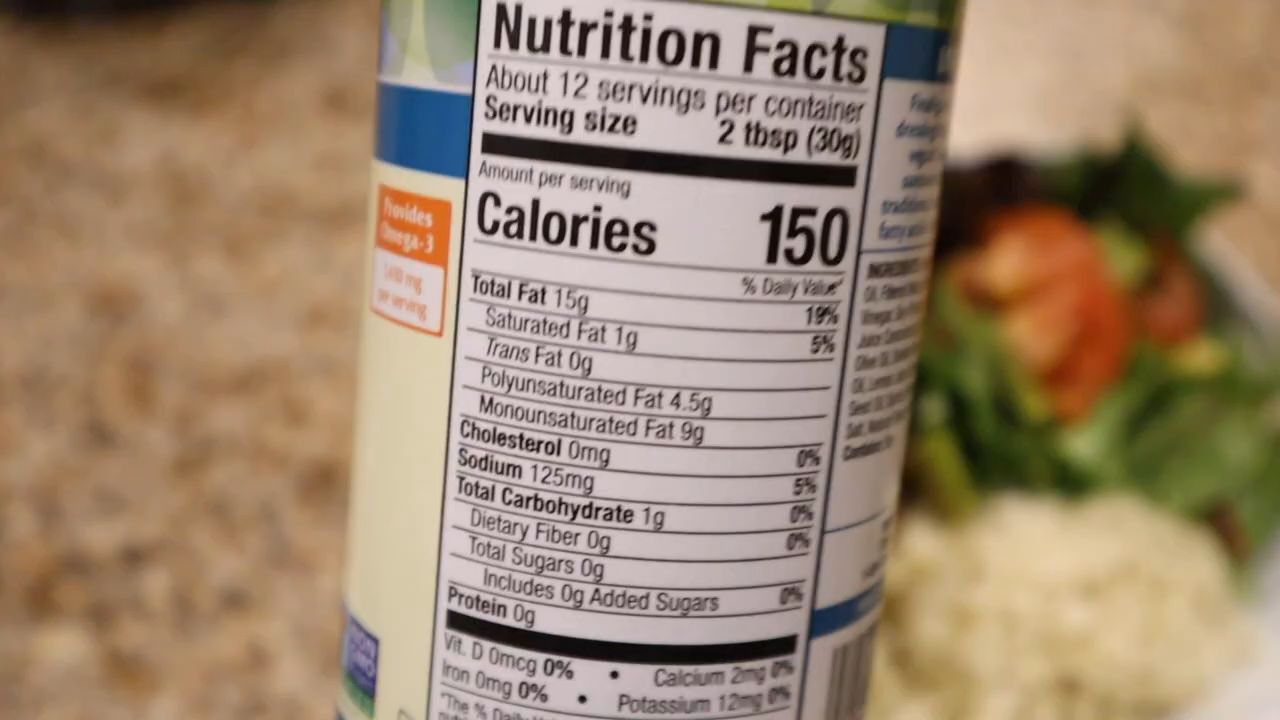 Nutrition Facts
About 12 servings per container
Serving size 2 tbsp (30g)
Amount per serving
Calories 150
% Daily Value*
Total Fat 15g 19%
Saturated Fat 1g 5%
Trans Fat 0g
Polyunsaturated Fat 4.5g
Monounsaturated Fat 9g
Cholesterol 0mg 0%
Sodium 125mg 5%
Total Carbohydrate 1g 0%
Dietary Fiber 0g 0%
Total Sugars 0g
Includes 0g Added Sugars 0%
Protein 0g
Vit. D 0mcg 0% • Calcium 2mg 0%
Iron 0mg 0% • Potassium 12mg 0%
*The % Daily
Provides
Omega-3
per serving